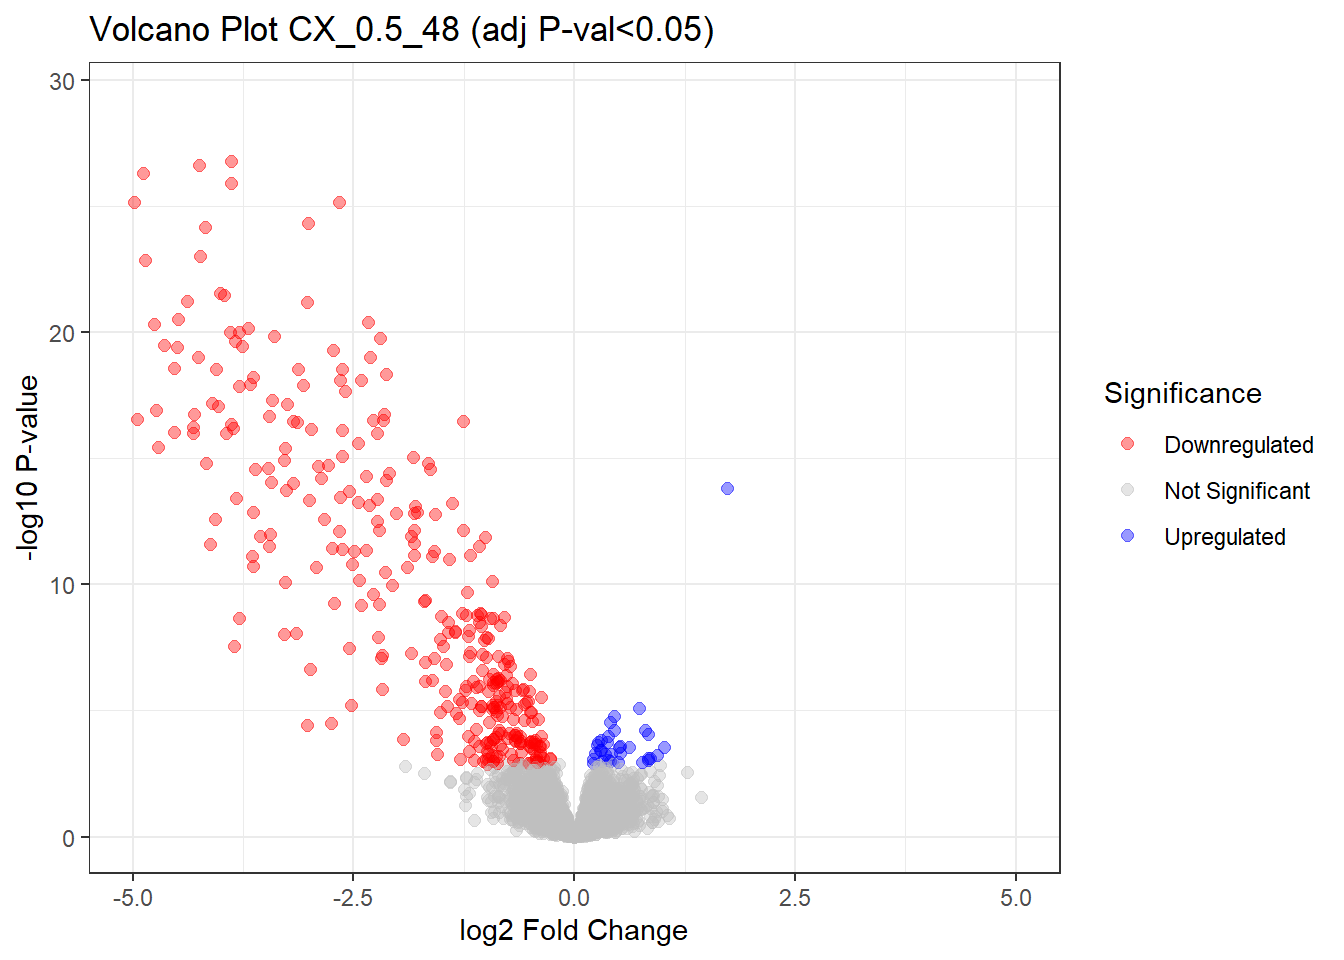 Volcano Plot CX_0.5_48 (adj P-val<0.05)
30
20
10
0
-log10 P-value
-5.0
-2.5
0.0
2.5
5.0
log2 Fold Change
Significance
Downregulated
Not Significant
Upregulated